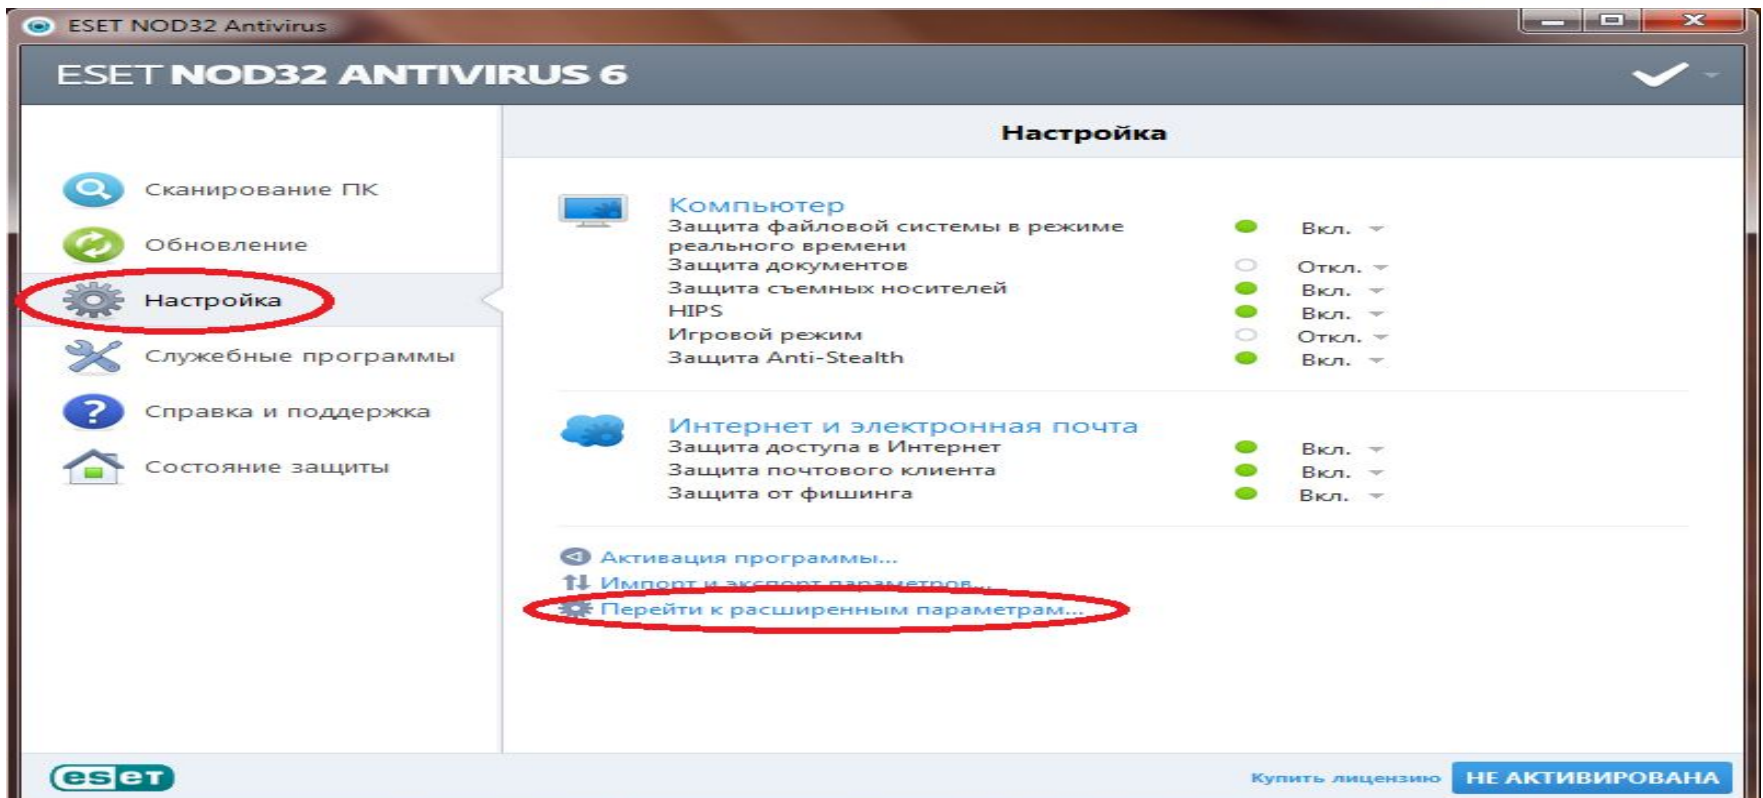 ESET NOD32 Antivirus
ESET NOD32 ANTIVIRUS 6
Настройка
Сканирование ПК
Обновление
Настройка
Служебные программы
Справка и поддержка
Состояние защиты
Компьютер
Защита файловой системы в режиме
реального времени
Вкл.
Защита документов Откл.
Защита съемных носителей Вкл.
HIPS Вкл.
Игровой режим Откл.
Защита Anti-Stealth Вкл.
Интернет и электронная почта
Защита доступа в Интернет Вкл.
Защита почтового клиента Вкл.
Защита от фишинга Вкл.
Активация программы...
Импорт и экспорт параметров...
Перейти к расширенным параметрам...
eset
Купить лицензию НЕ АКТИВИРОВАНА